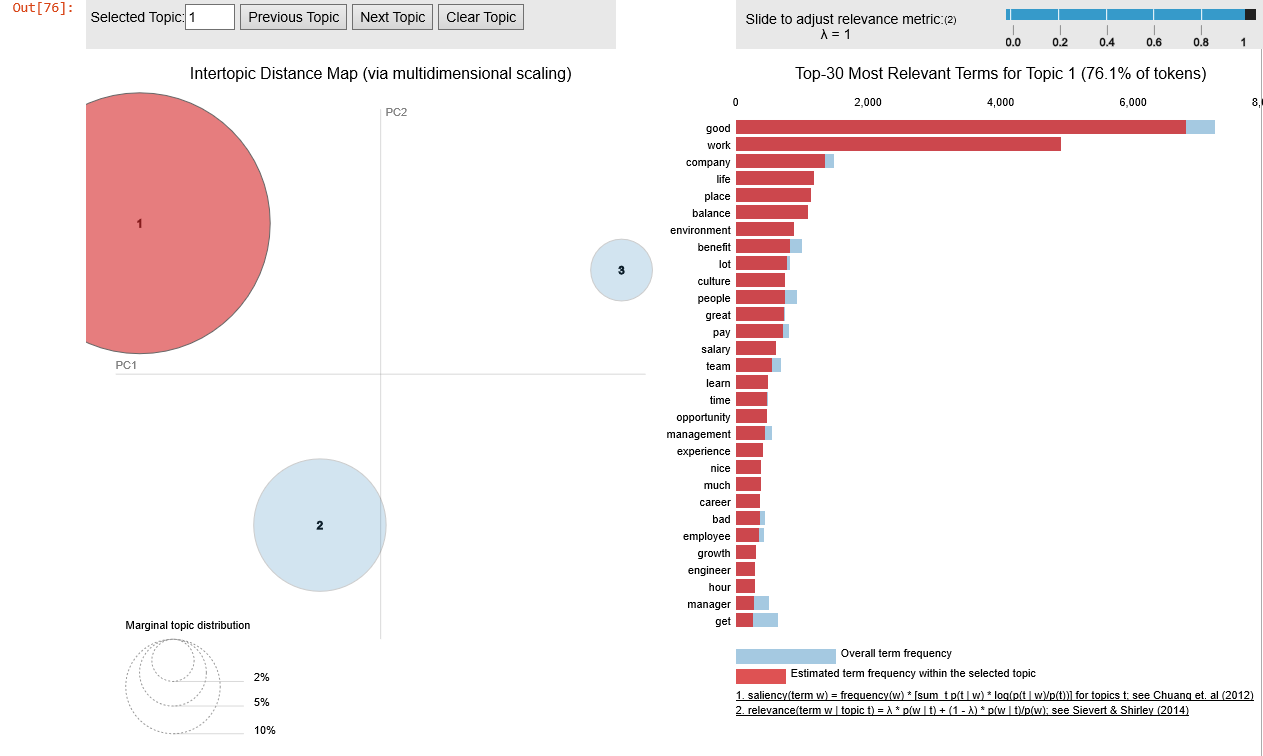 Out[76]:
Selected Topic: 1 Previous Topic Next Topic Clear Topic
Slide to adjust relevance metric:(2)
λ = 1
0.0 0.2 0.4 0.6 0.8 1
Intertopic Distance Map (via multidimensional scaling)
PC2
PC1
1
3
2
Marginal topic distribution
2%
5%
10%
Top-30 Most Relevant Terms for Topic 1 (76.1% of tokens)
0 2,000 4,000 6,000 8,
good
work
company
life
place
balance
environment
benefit
lot
culture
people
great
pay
salary
team
learn
time
opportunity
management
experience
nice
much
career
bad
employee
growth
engineer
hour
manager
get
Overall term frequency
Estimated term frequency within the selected topic
1. saliency(term w) = frequency(w) * [sum_t p(t | w) * log(p(t | w)/p(t))] for topics t; see Chuang et. al (2012)
2. relevance(term w | topic t) = λ * p(w | t) + (1 - λ) * p(w | t)/p(w); see Sievert & Shirley (2014)